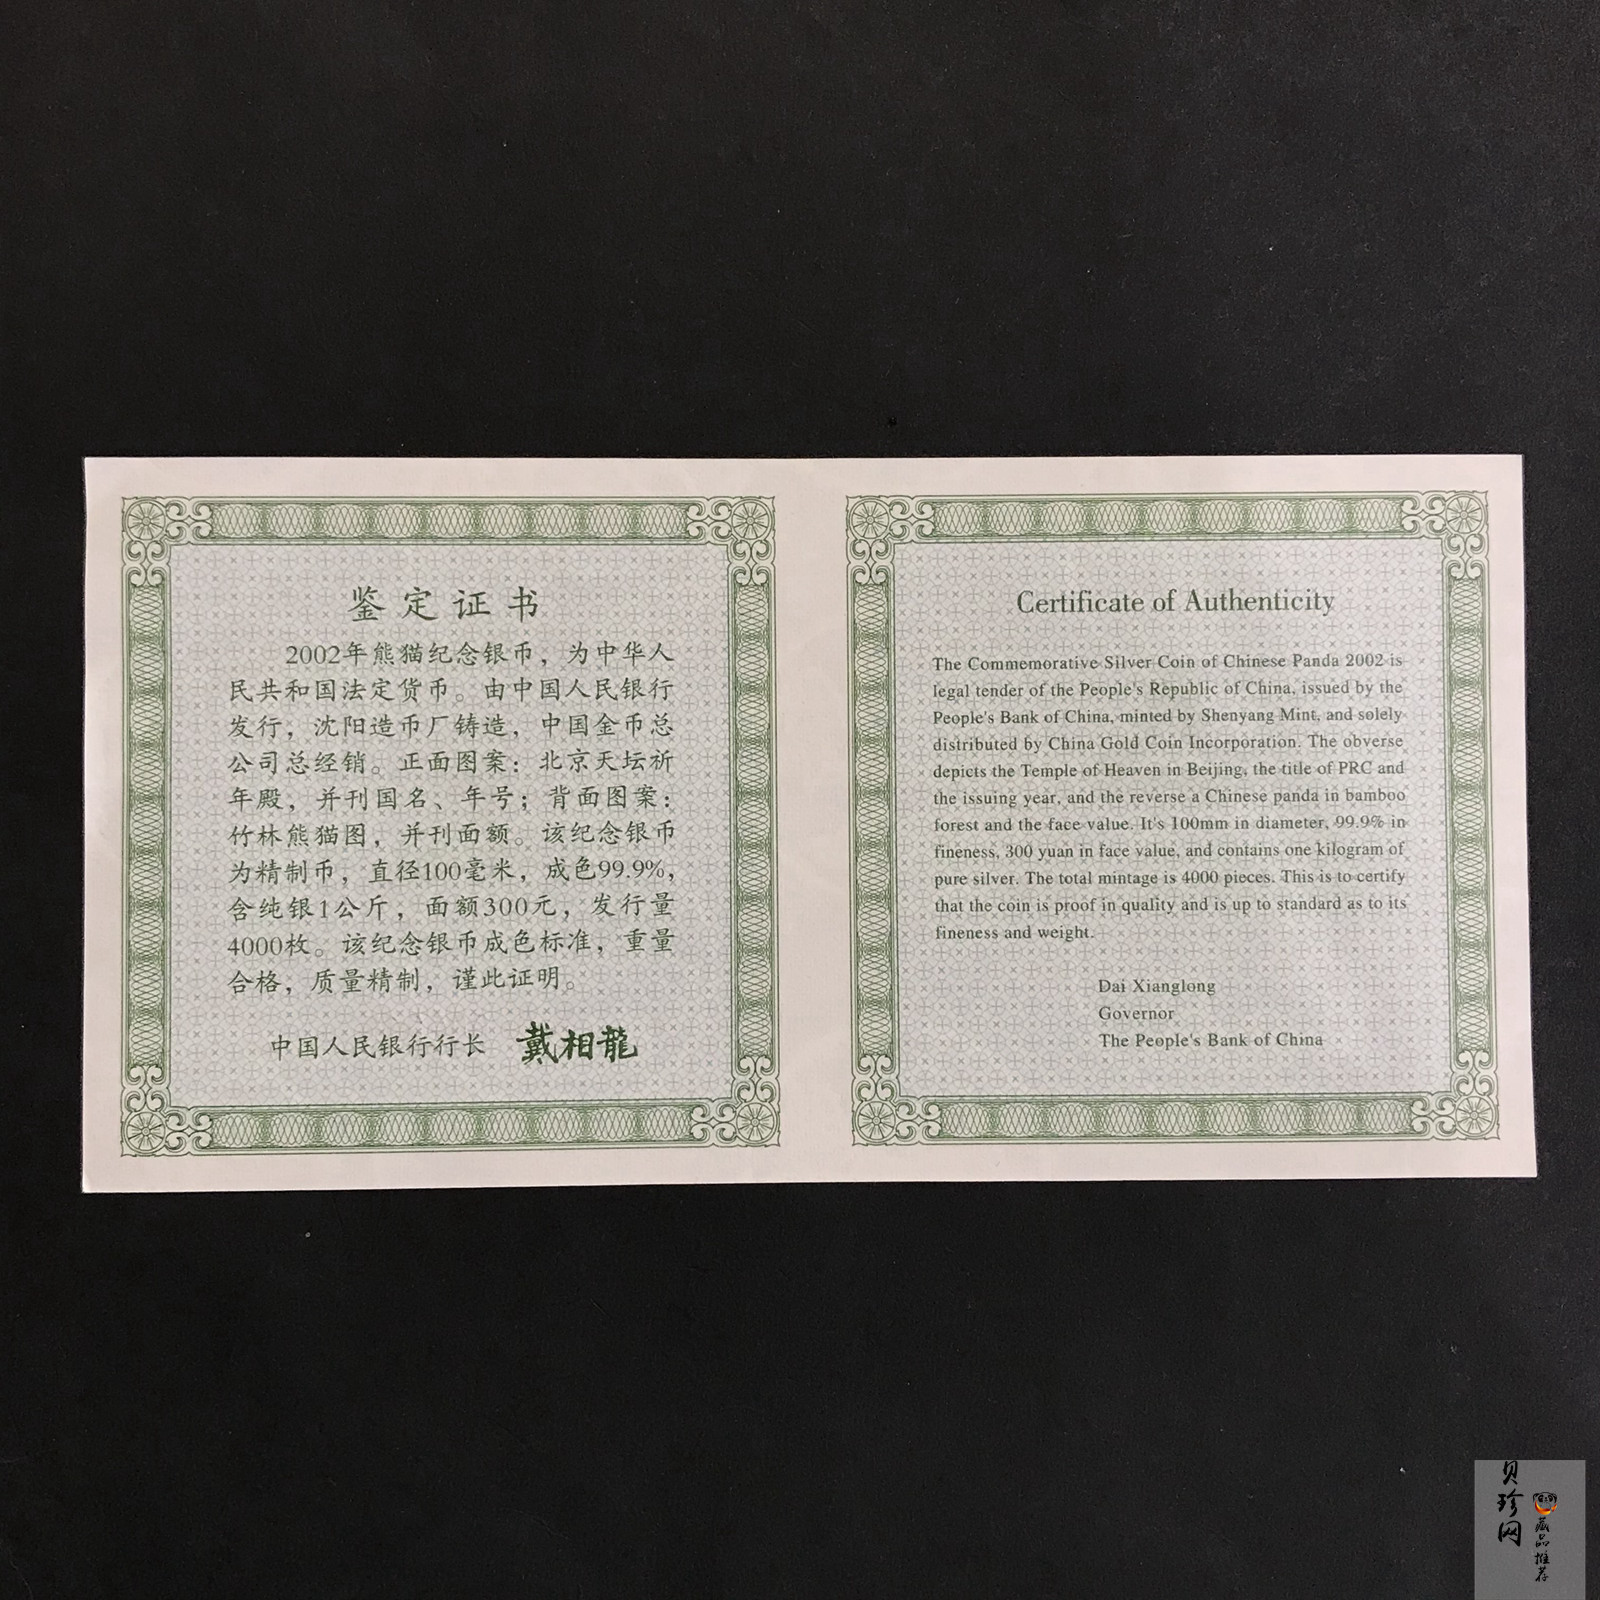 鉴定证书
2002年熊猫纪念银币，为中华人
民共和国法定货币。由中国人民银行
发行，沈阳造币厂铸造，中国金币总
公司总经销。正面图案：北京天坛祈
年殿，并刊国名、年号；背面图案：
竹林熊猫图，并刊面额。该纪念银币
为精制币，直径100毫米，成色99.9%，
含纯银1公斤，面额300元，发行量
4000枚。该纪念银币成色标准，重量
合格，质量精制，谨此证明。
中国人民银行行长 戴相龍
Certificate of Authenticity
The Commemorative Silver Coin of Chinese Panda 2002 is
legal tender of the People's Republic of China, issued by the
People's Bank of China, minted by Shenyang Mint, and solely
distributed by China Gold Coin Incorporation. The obverse
depicts the Temple of Heaven in Beijing, the title of PRC and
the issuing year, and the reverse a Chinese panda in bamboo
forest and the face value. It's 100mm in diameter, 99.9% in
fineness, 300 yuan in face value, and contains one kilogram of
pure silver. The total mintage is 4000 pieces. This is to certify
that the coin is proof in quality and is up to standard as to its
fineness and weight.
Dai Xianglong
Governor
The People's Bank of China
贝珍网
藏品推荐